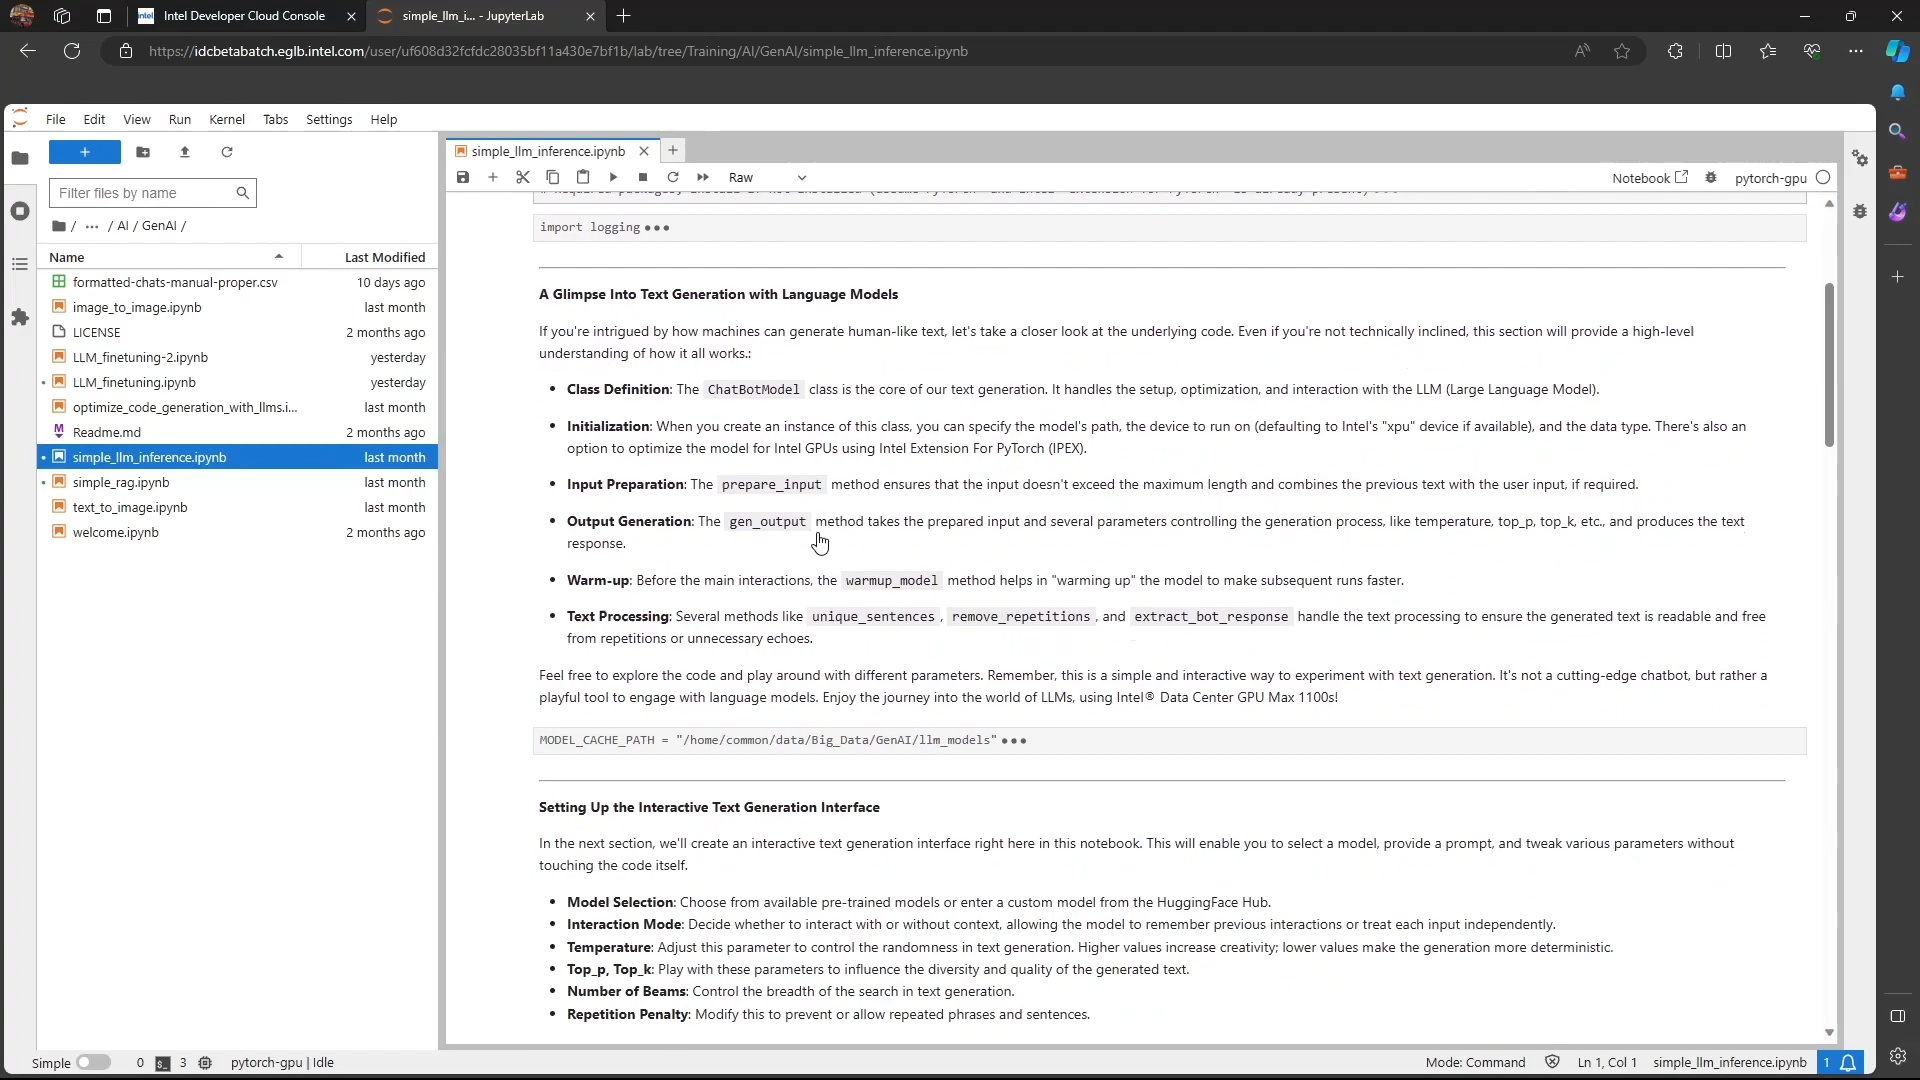 Intel Developer Cloud Console
simple_llm_i... - JupyterLab
https://idcbetabatch.eglb.intel.com/user/uf608d32fcfdc28035bf11a430e7bf1b/lab/tree/Training/AI/GenAI/simple_llm_inference.ipynb
File Edit View Run Kernel Tabs Settings Help
simple_llm_inference.ipynb
Raw
Notebook
pytorch-gpu
Filter files by name
/ ... / AI / GenAI /
Name Last Modified
formatted-chats-manual-proper.csv 10 days ago
image_to_image.ipynb last month
LICENSE 2 months ago
LLM_finetuning-2.ipynb yesterday
LLM_finetuning.ipynb yesterday
optimize_code_generation_with_llms.i... last month
Readme.md 2 months ago
simple_llm_inference.ipynb last month
simple_rag.ipynb last month
text_to_image.ipynb last month
welcome.ipynb 2 months ago
import logging •••
A Glimpse Into Text Generation with Language Models
If you're intrigued by how machines can generate human-like text, let's take a closer look at the underlying code. Even if you're not technically inclined, this section will provide a high-level
understanding of how it all works.:
• Class Definition: The ChatBotModel class is the core of our text generation. It handles the setup, optimization, and interaction with the LLM (Large Language Model).
• Initialization: When you create an instance of this class, you can specify the model's path, the device to run on (defaulting to Intel's "xpu" device if available), and the data type. There's also an
option to optimize the model for Intel GPUs using Intel Extension For PyTorch (IPEX).
• Input Preparation: The prepare_input method ensures that the input doesn't exceed the maximum length and combines the previous text with the user input, if required.
• Output Generation: The gen_output method takes the prepared input and several parameters controlling the generation process, like temperature, top_p, top_k, etc., and produces the text
response.
• Warm-up: Before the main interactions, the warmup_model method helps in "warming up" the model to make subsequent runs faster.
• Text Processing: Several methods like unique_sentences, remove_repetitions, and extract_bot_response handle the text processing to ensure the generated text is readable and free
from repetitions or unnecessary echoes.
Feel free to explore the code and play around with different parameters. Remember, this is a simple and interactive way to experiment with text generation. It's not a cutting-edge chatbot, but rather a
playful tool to engage with language models. Enjoy the journey into the world of LLMs, using Intel® Data Center GPU Max 1100s!
MODEL_CACHE_PATH = "/home/common/data/Big_Data/GenAI/llm_models" •••
Setting Up the Interactive Text Generation Interface
In the next section, we'll create an interactive text generation interface right here in this notebook. This will enable you to select a model, provide a prompt, and tweak various parameters without
touching the code itself.
• Model Selection: Choose from available pre-trained models or enter a custom model from the HuggingFace Hub.
• Interaction Mode: Decide whether to interact with or without context, allowing the model to remember previous interactions or treat each input independently.
• Temperature: Adjust this parameter to control the randomness in text generation. Higher values increase creativity; lower values make the generation more deterministic.
• Top_p, Top_k: Play with these parameters to influence the diversity and quality of the generated text.
• Number of Beams: Control the breadth of the search in text generation.
• Repetition Penalty: Modify this to prevent or allow repeated phrases and sentences.
Simple 0 3 pytorch-gpu | Idle Mode: Command Ln 1, Col 1 simple_llm_inference.ipynb 1